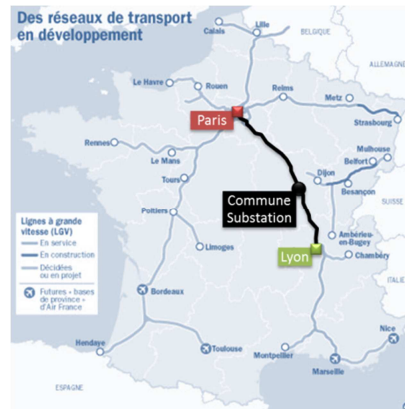 Des réseaux de transport
en développement
Calais
Lille
BELGIQUE
ALLEMAGNE
Le Havre
Rouen
Reims
Metz
Paris
Strasbourg
Rennes
Le Mans
Mulhouse
Belfort
Dijon
Tours
Besançon
SUISSE
Commune
Substation
Lignes à grande
vitesse (LGV)
En service
En construction
Décidées
ou en projet
Futures « bases
de province »
d'Air France
Poitiers
Limoges
Ambérieu-
en-Bugey
Lyon
Chambéry
ITALIE
Bordeaux
Nice
Hendaye
Toulouse
Montpellier
Marseille
ESPAGNE